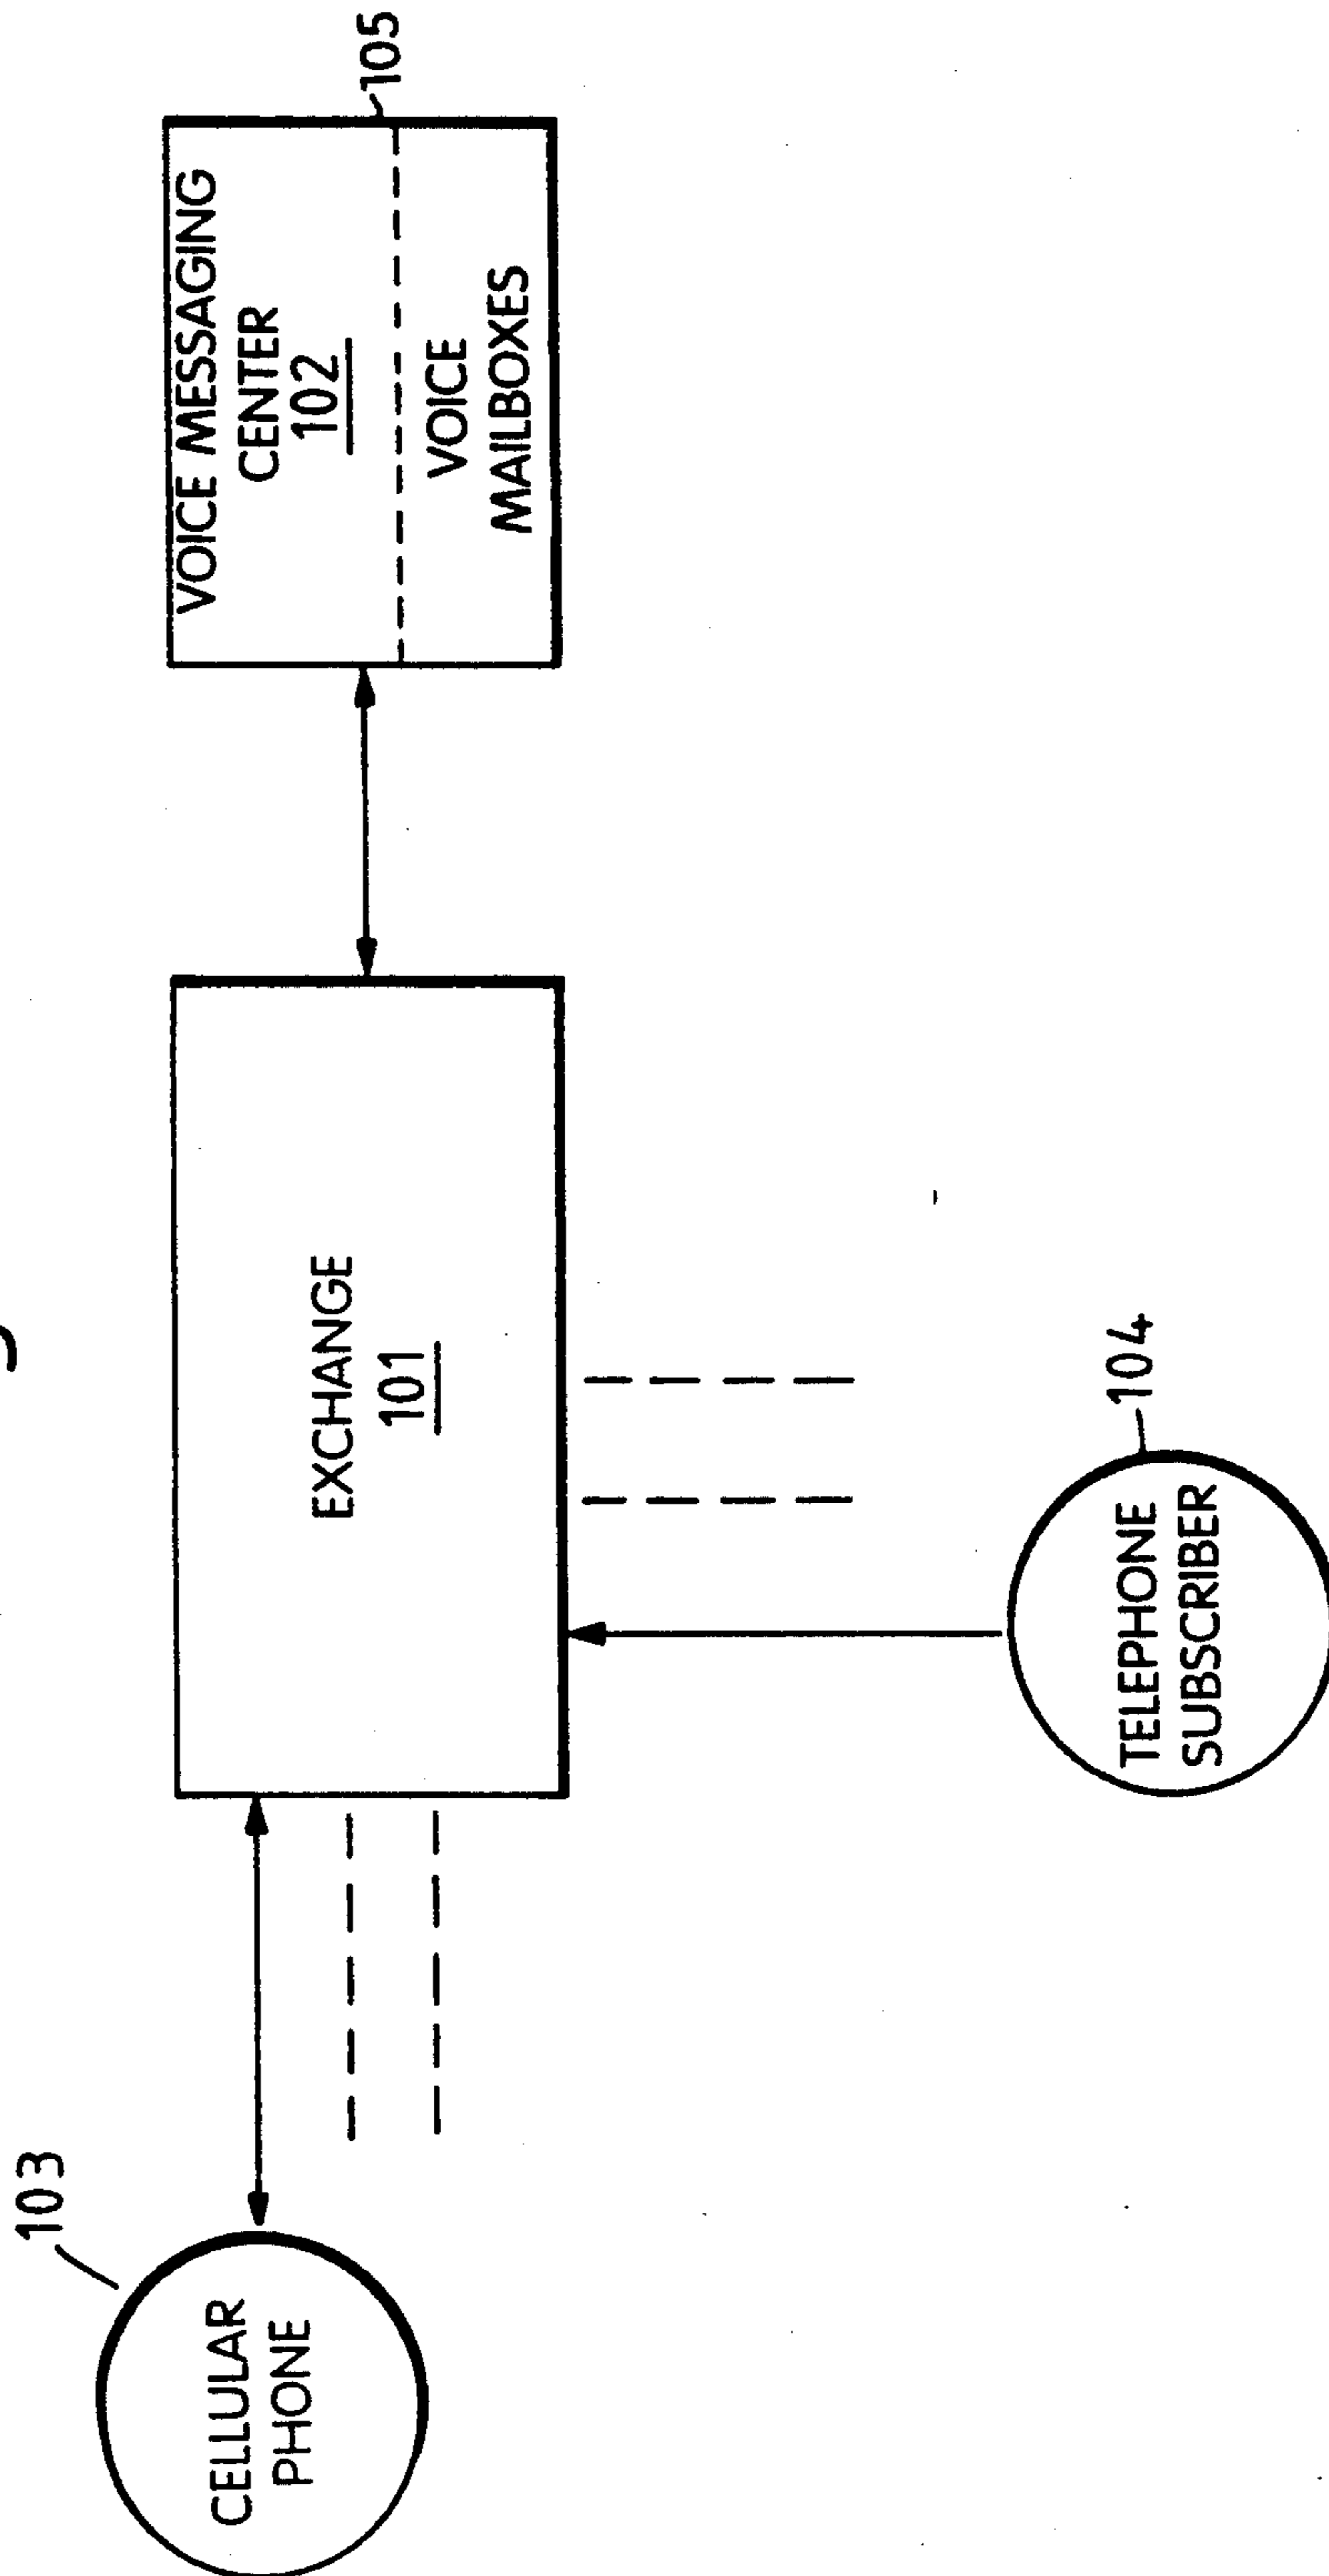 103
CELLULAR
PHONE
EXCHANGE
101
VOICE MESSAGING
CENTER
102
105
VOICE
MAILBOXES
104
TELEPHONE
SUBSCRIBER